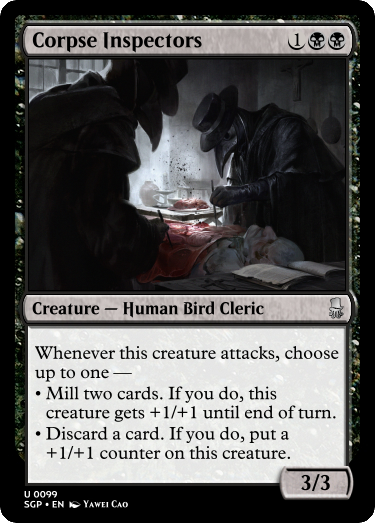 Corpse Inspectors 1
Creature — Human Bird Cleric
Whenever this creature attacks, choose
up to one —
• Mill two cards. If you do, this
creature gets +1/+1 until end of turn.
• Discard a card. If you do, put a
+1/+1 counter on this creature.
3/3
U 0099
SGP • EN Yawei Cao